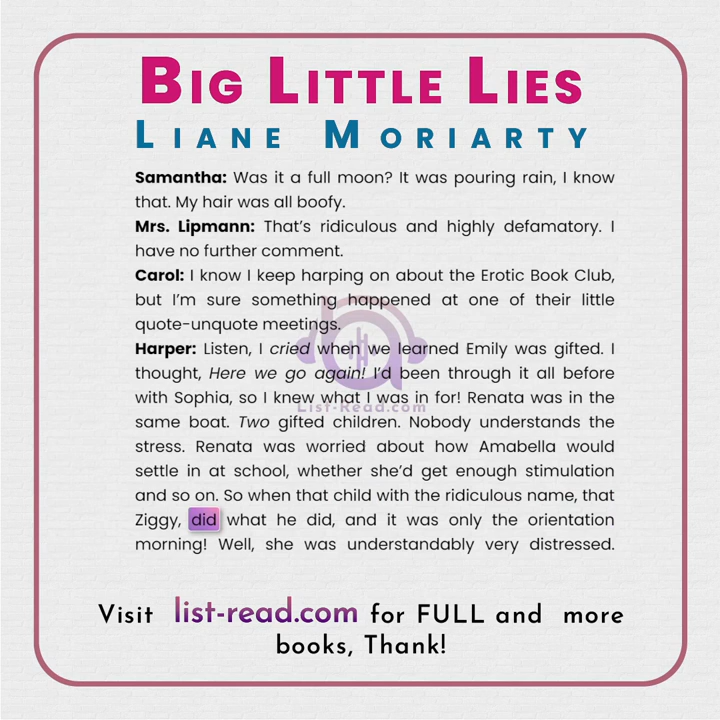 BIG LITTLE LIES
LIANE MORIARTY
Samantha: Was it a full moon? It was pouring rain, I know
that. My hair was all boofy.
Mrs. Lipmann: That's ridiculous and highly defamatory. I
have no further comment.
Carol: I know I keep harping on about the Erotic Book Club,
but I'm sure something happened at one of their little
quote-unquote meetings.
Harper: Listen, I cried when we learned Emily was gifted. I
thought, Here we go again! I'd been through it all before
with Sophia, so I knew what I was in for! Renata was in the
List-Read.com
same boat. Two gifted children. Nobody understands the
stress. Renata was worried about how Amabella would
settle in at school, whether she'd get enough stimulation
and so on. So when that child with the ridiculous name, that
Ziggy, did what he did, and it was only the orientation
morning! Well, she was understandably very distressed.
Visit list-read.com for FULL and more
books, Thank!